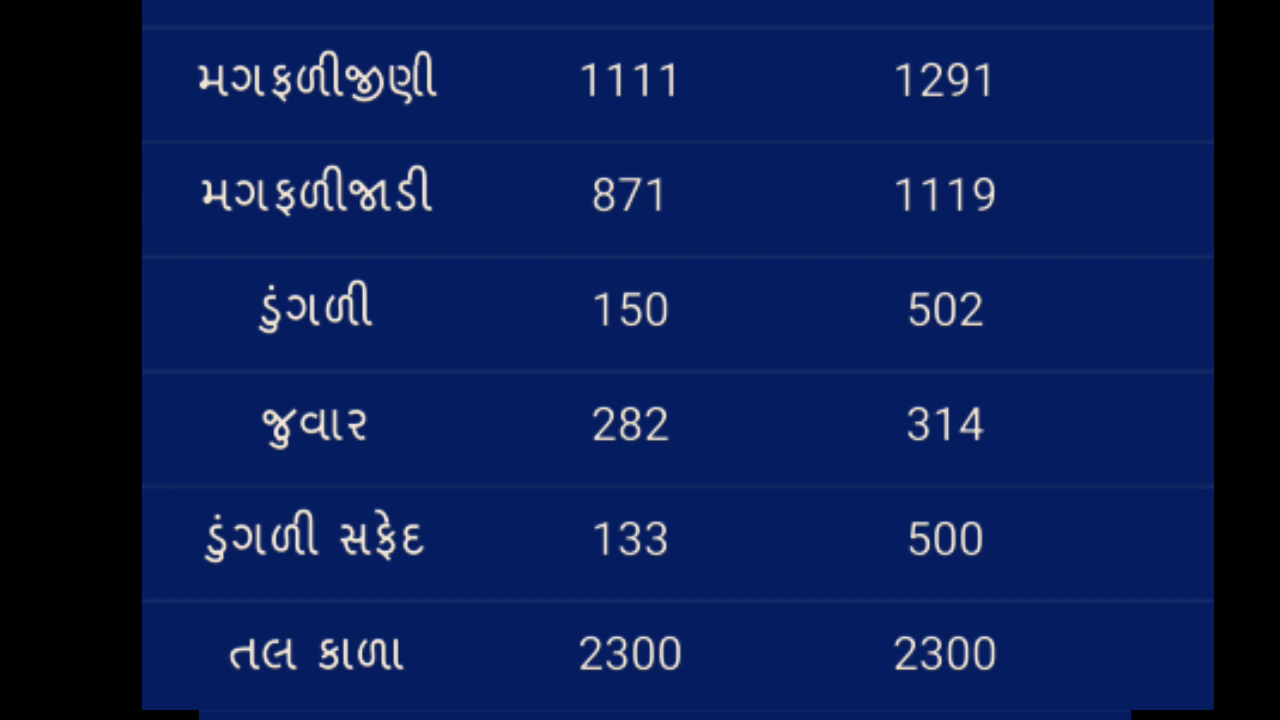 મગફળીજીણી 1111 1291
મગફળીજાડી 871 1119
ડુંગળી 150 502
જુવાર 282 314
ડુંગળી સફેદ 133 500
તલ કાળા 2300 2300